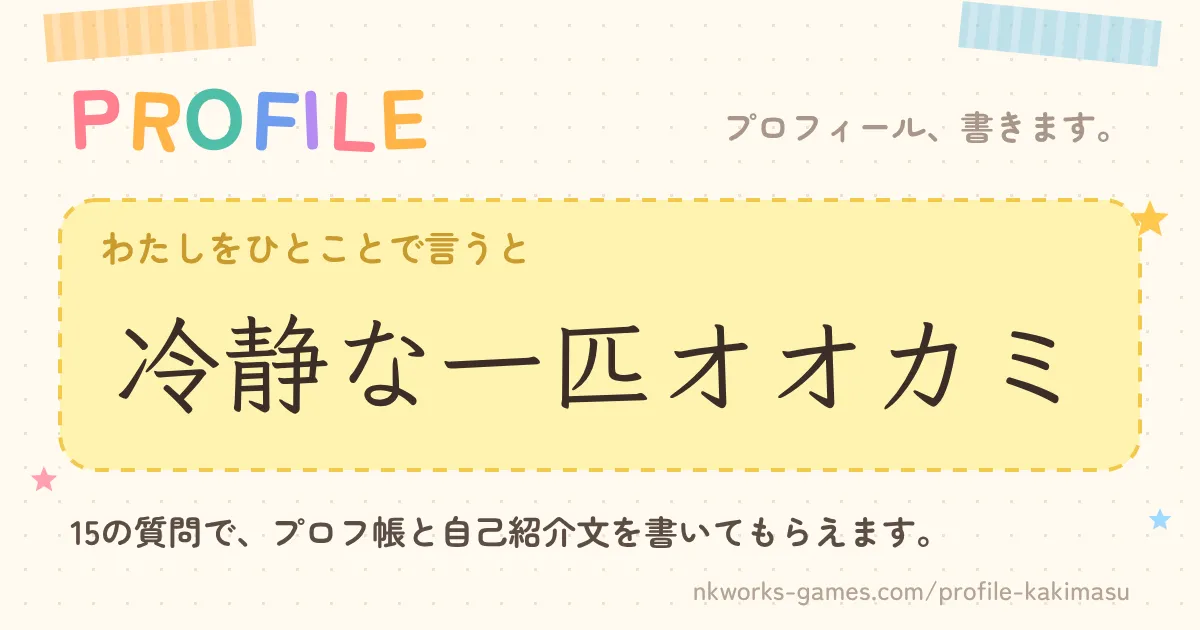 PROFILE
プロフィール、書きます。
わたしをひとことで言うと
冷静な一匹オオカミ
15の質問で、プロフ帳と自己紹介文を書いてもらえます。
nkworks-games.com/profile-kakimasu